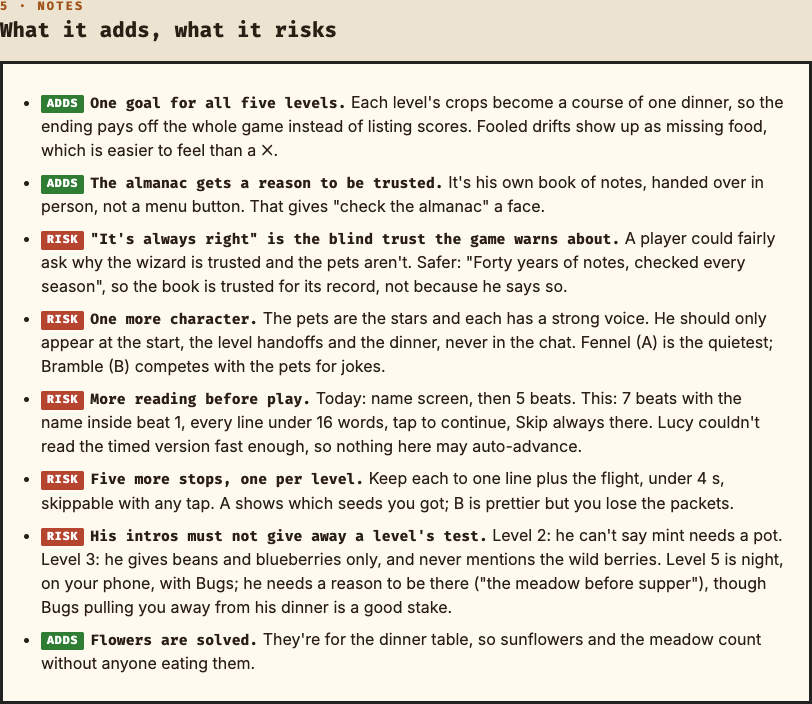 5 · NOTES
What it adds, what it risks
• ADDS One goal for all five levels. Each level's crops become a course of one dinner, so the
ending pays off the whole game instead of listing scores. Fooled drifts show up as missing food,
which is easier to feel than a ✕.
• ADDS The almanac gets a reason to be trusted. It's his own book of notes, handed over in
person, not a menu button. That gives "check the almanac" a face.
• RISK "It's always right" is the blind trust the game warns about. A player could fairly
ask why the wizard is trusted and the pets aren't. Safer: "Forty years of notes, checked every
season", so the book is trusted for its record, not because he says so.
• RISK One more character. The pets are the stars and each has a strong voice. He should only
appear at the start, the level handoffs and the dinner, never in the chat. Fennel (A) is the quietest;
Bramble (B) competes with the pets for jokes.
• RISK More reading before play. Today: name screen, then 5 beats. This: 7 beats with the
name inside beat 1, every line under 16 words, tap to continue, Skip always there. Lucy couldn't
read the timed version fast enough, so nothing here may auto-advance.
• RISK Five more stops, one per level. Keep each to one line plus the flight, under 4 s,
skippable with any tap. A shows which seeds you got; B is prettier but you lose the packets.
• RISK His intros must not give away a level's test. Level 2: he can't say mint needs a pot.
Level 3: he gives beans and blueberries only, and never mentions the wild berries. Level 5 is night,
on your phone, with Bugs; he needs a reason to be there ("the meadow before supper"), though
Bugs pulling you away from his dinner is a good stake.
• ADDS Flowers are solved. They're for the dinner table, so sunflowers and the meadow count
without anyone eating them.